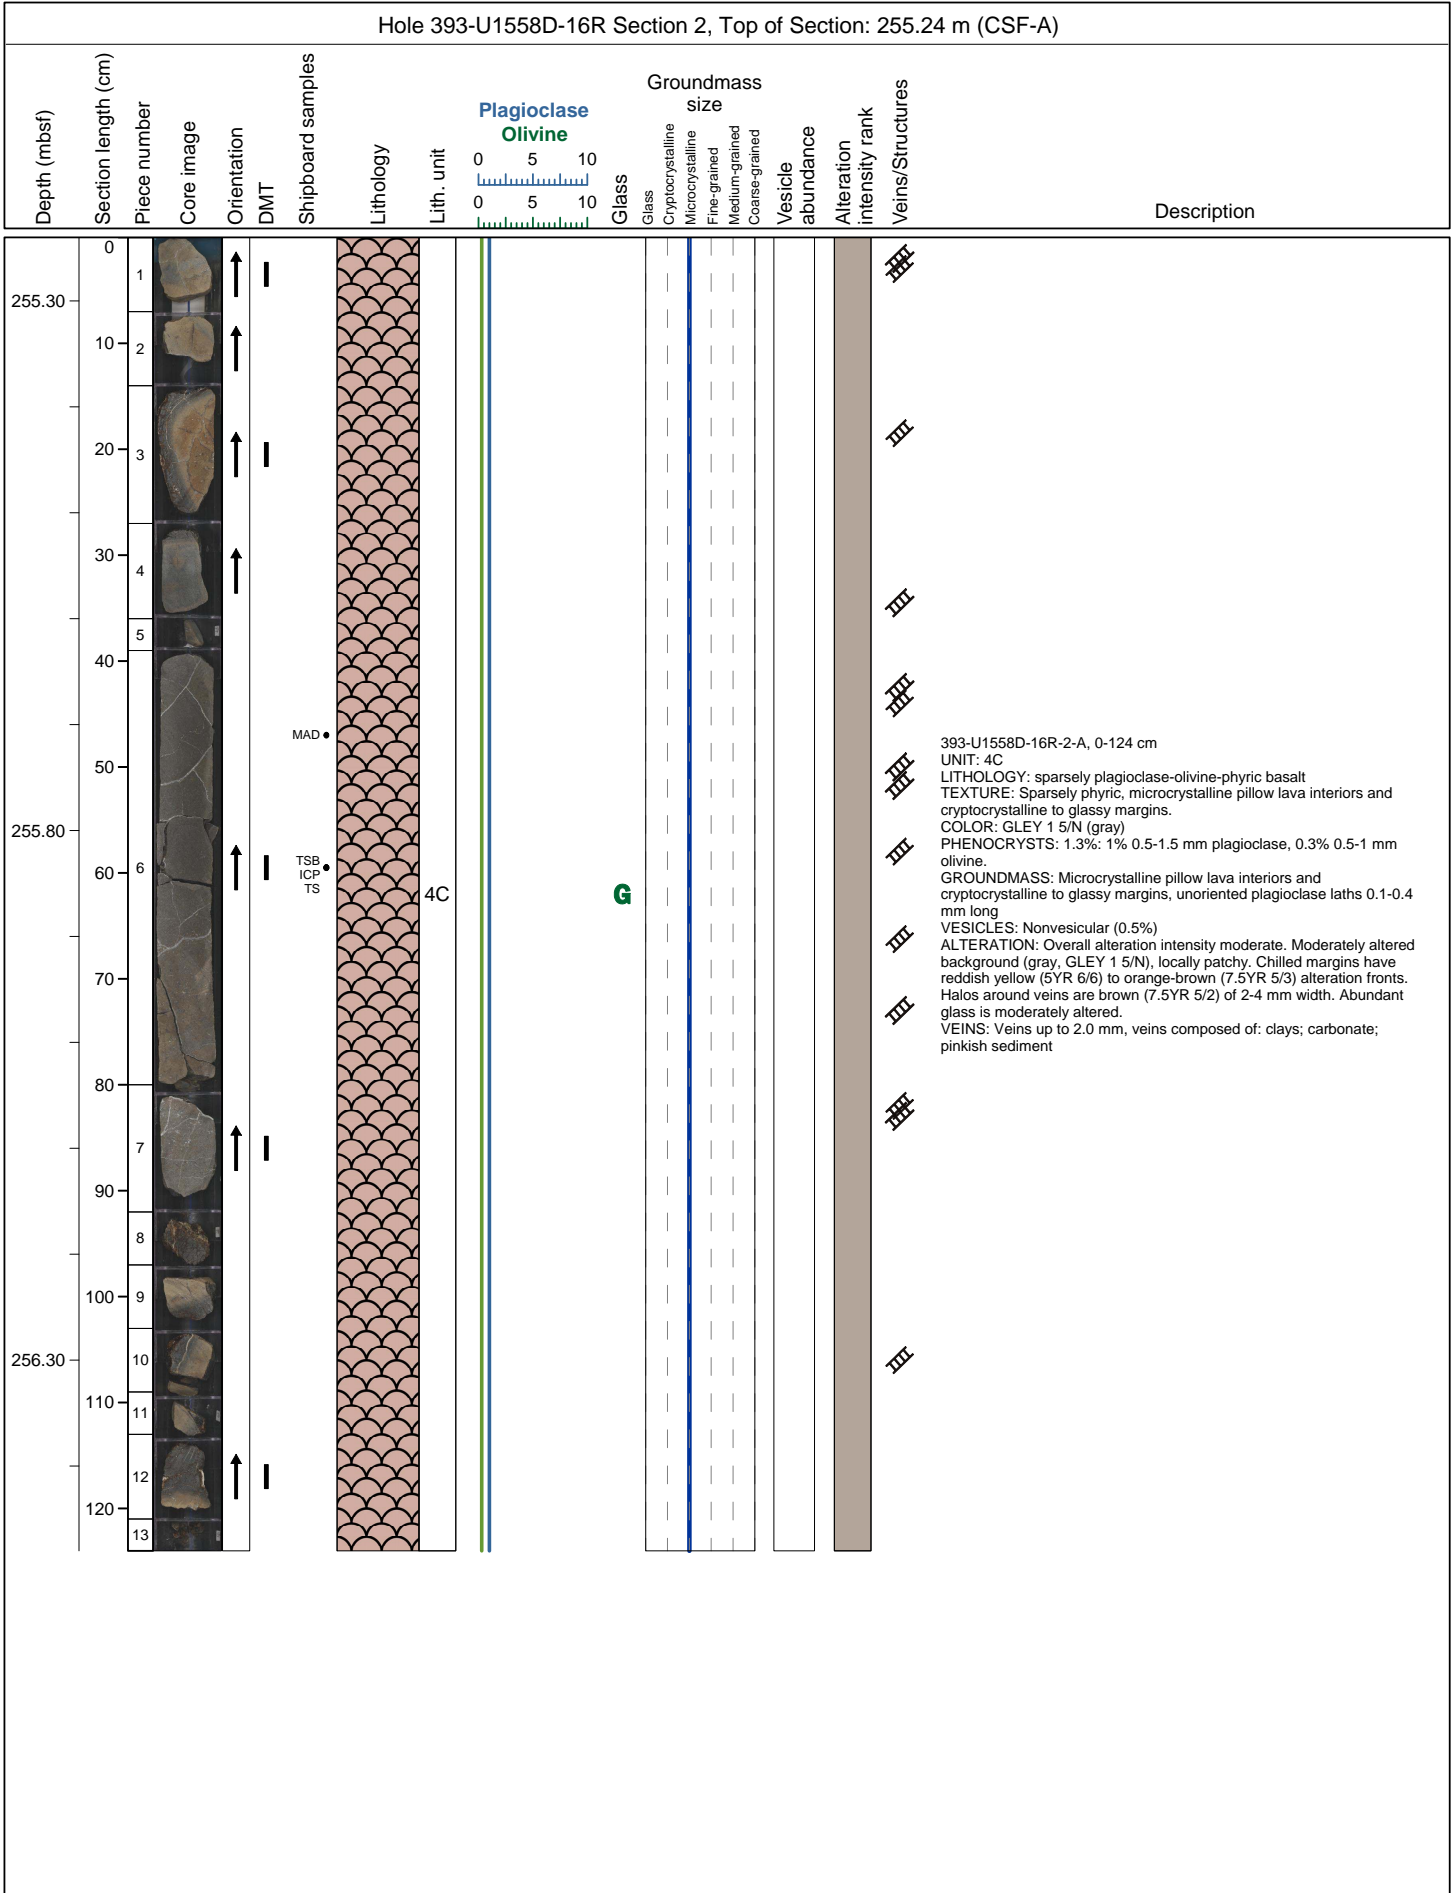 Hole 393-U1558D-16R Section 2, Top of Section: 255.24 m (CSF-A)
Depth (mbsf)
Section length (cm)
Piece number
Core image
Orientation
DMT
Shipboard samples
Lithology
Lith. unit
Plagioclase
Olivine
0 5 10
0 5 10
Glass
Groundmass
size
Glass
Cryptocrystalline
Microcrystalline
Fine-grained
Medium-grained
Coarse-grained
Vesicle
abundance
Alteration
intensity rank
Veins/Structures
Description
0
1
255.30
10
2
20
3
30
4
5
40
MAD
50
255.80
6
60
TSB
ICP
TS
4C
G
70
80
7
90
8
9
100
10
256.30
110
11
12
120
13
393-U1558D-16R-2-A, 0-124 cm
UNIT: 4C
LITHOLOGY: sparsely plagioclase-olivine-phyric basalt
TEXTURE: Sparsely phyric, microcrystalline pillow lava interiors and
cryptocrystalline to glassy margins.
COLOR: GLEY 1 5/N (gray)
PHENOCRYSTS: 1.3%: 1% 0.5-1.5 mm plagioclase, 0.3% 0.5-1 mm
olivine.
GROUNDMASS: Microcrystalline pillow lava interiors and
cryptocrystalline to glassy margins, unoriented plagioclase laths 0.1-0.4
mm long
VESICLES: Nonvesicular (0.5%)
ALTERATION: Overall alteration intensity moderate. Moderately altered
background (gray, GLEY 1 5/N), locally patchy. Chilled margins have
reddish yellow (5YR 6/6) to orange-brown (7.5YR 5/3) alteration fronts.
Halos around veins are brown (7.5YR 5/2) of 2-4 mm width. Abundant
glass is moderately altered.
VEINS: Veins up to 2.0 mm, veins composed of: clays; carbonate;
pinkish sediment